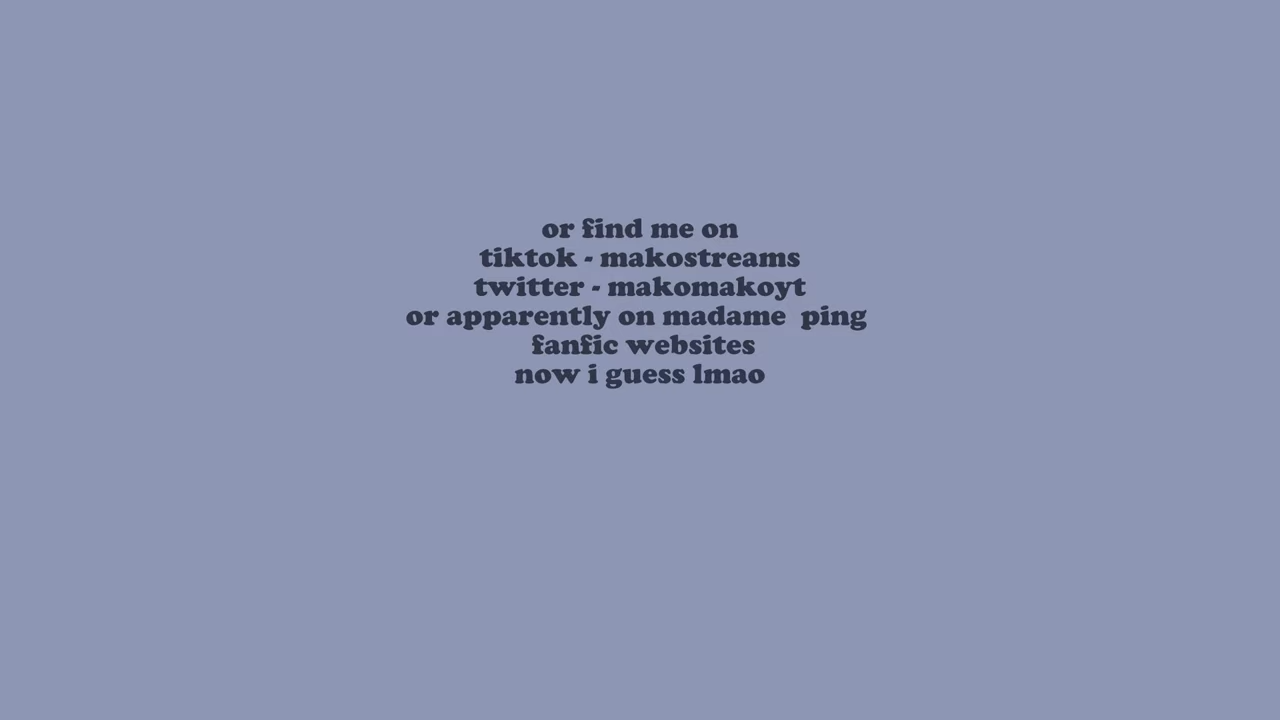 or find me on
tiktok - makostreams
twitter - makomakoyt
or apparently on madame  ping
fanfic websites
now i guess lmao